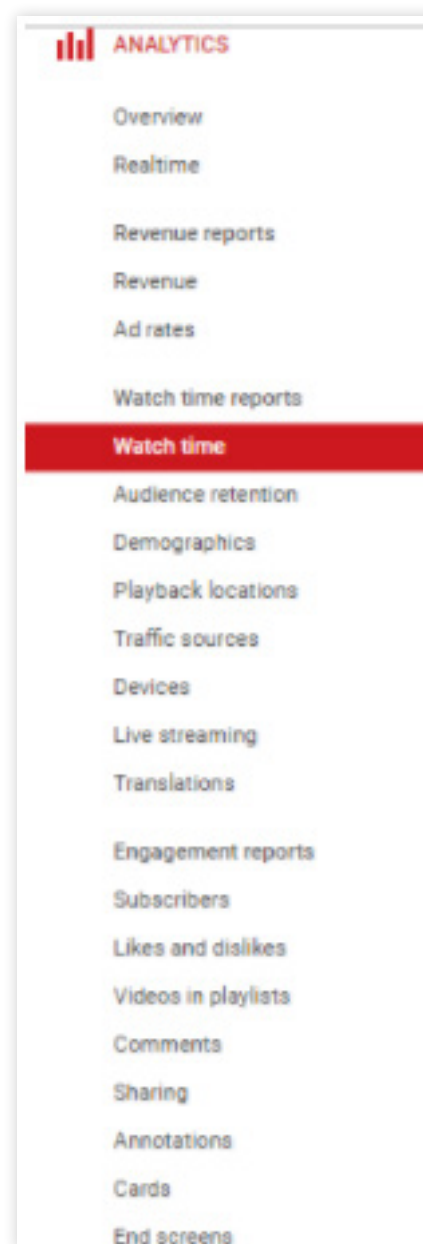 ANALYTICS
Overview
Realtime
Revenue reports
Revenue
Ad rates
Watch time reports
Watch time
Audience retention
Demographics
Playback locations
Traffic sources
Devices
Live streaming
Translations
Engagement reports
Subscribers
Likes and dislikes
Videos in playlists
Comments
Sharing
Annotations
Cards
End screens